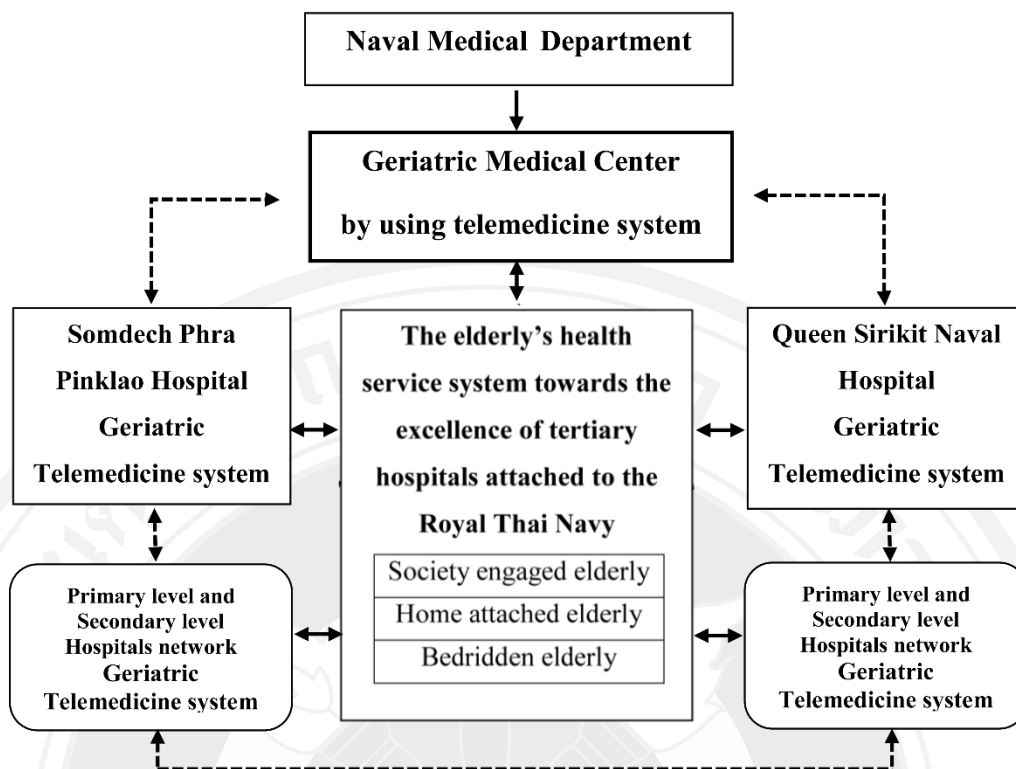 Naval Medical Department
Geriatric Medical Center
by using telemedicine system
Somdech Phra
Pinklao Hospital
Geriatric
Telemedicine system
The elderly's health
service system towards the
excellence of tertiary
hospitals attached to the
Royal Thai Navy
Society engaged elderly
Home attached elderly
Bedridden elderly
Queen Sirikit Naval
Hospital
Geriatric
Telemedicine system
Primary level and
Secondary level
Hospitals network
Geriatric
Telemedicine system
Primary level and
Secondary level
Hospitals network
Geriatric
Telemedicine system